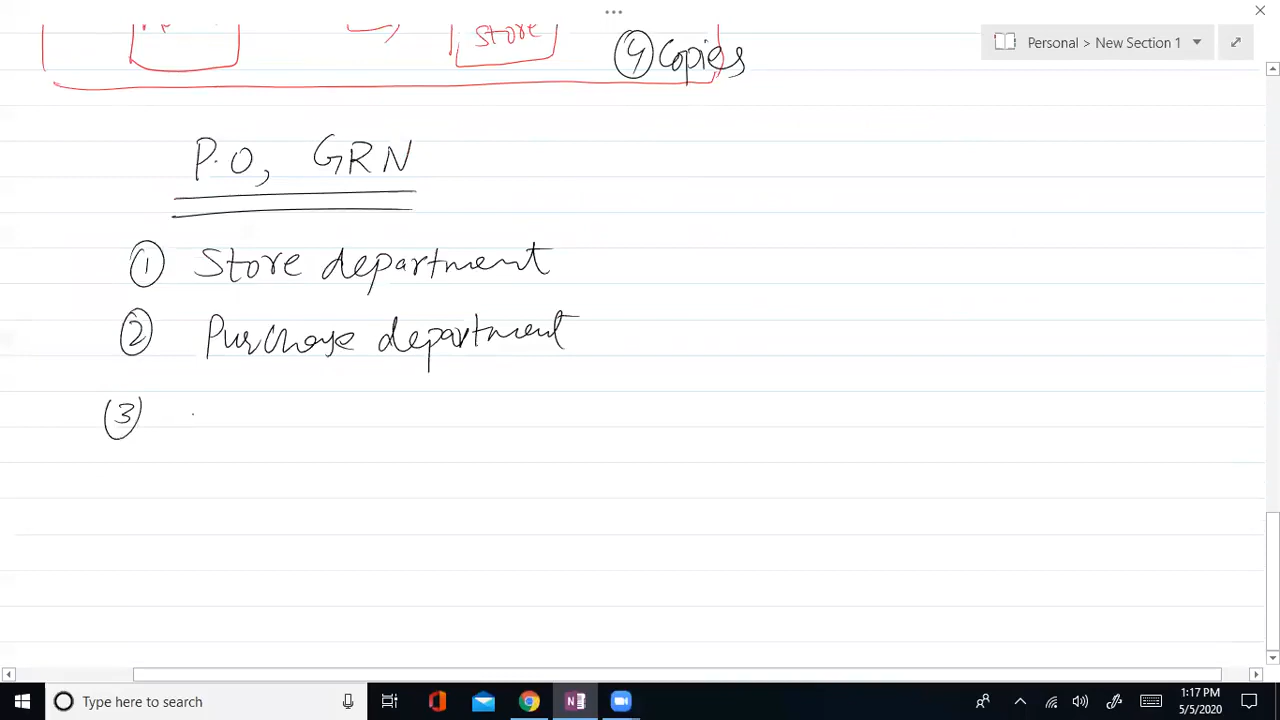 Personal > New Section 1
store
④ Copies
P.O, GRN
① Store department
② Purchase department
③
Type here to search
1:17 PM
5/5/2020